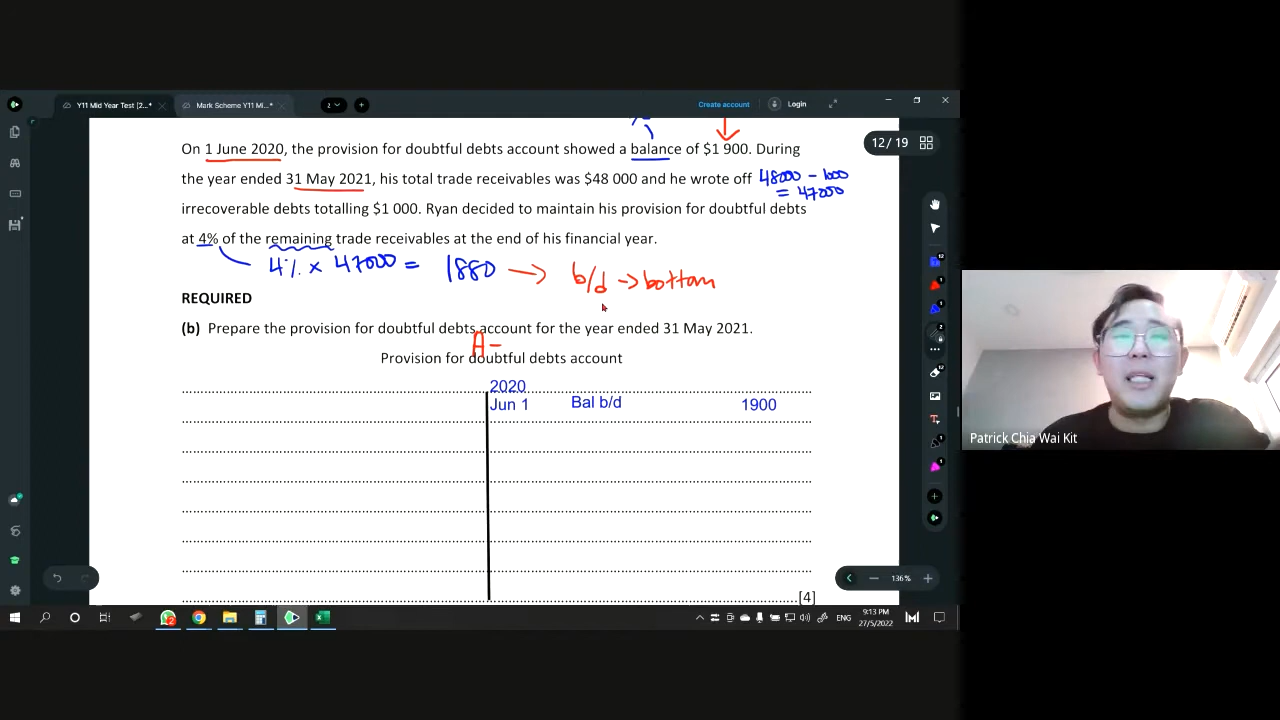 Y11 Mid Year Test [2...*
Mark Scheme Y11 Mi...*
2
Create account
Login
12 / 19
On 1 June 2020, the provision for doubtful debts account showed a balance of $1 900. During
the year ended 31 May 2021, his total trade receivables was $48 000 and he wrote off
48000 - 1000
= 47000
irrecoverable debts totalling $1 000. Ryan decided to maintain his provision for doubtful debts
at 4% of the remaining trade receivables at the end of his financial year.
4% × 47000 = 1880 → b/d → bottom
REQUIRED
(b) Prepare the provision for doubtful debts account for the year ended 31 May 2021.
A -
Provision for doubtful debts account
2020
Jun 1 Bal b/d 1900
[4]
136%
Patrick Chia Wai Kit
ENG
9:13 PM
27/5/2022